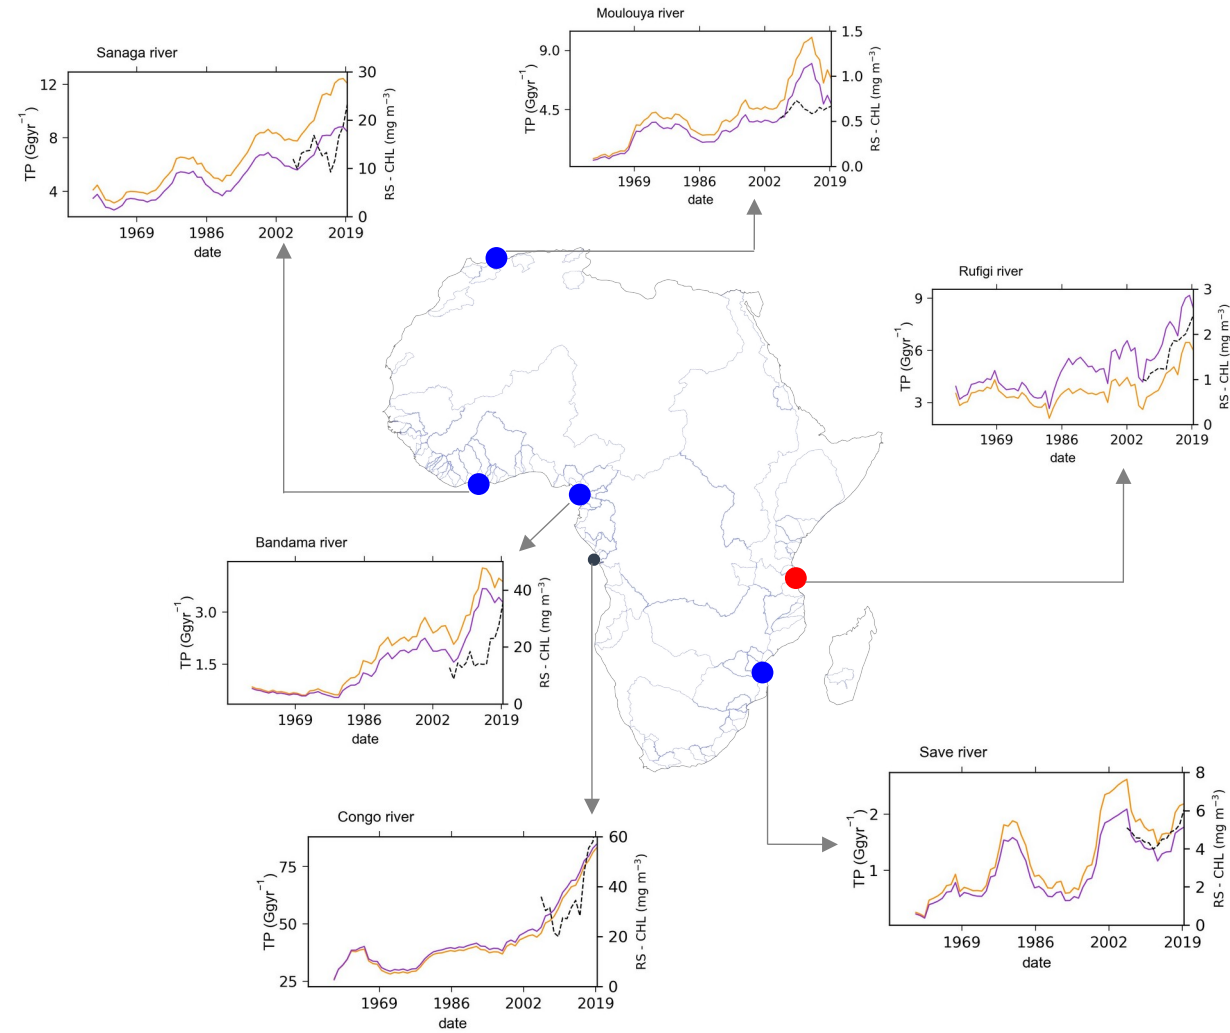 Moulouya river
TP (Ggyr⁻¹)
9.0
4.5
1.5
1.0
0.5
0.0
RS - CHL (mg m⁻³)
1969 1986 2002 2019
date
Sanaga river
TP (Ggyr⁻¹)
12
8
4
30
20
10
0
RS - CHL (mg m⁻³)
1969 1986 2002 2019
date
Rufigi river
TP (Ggyr⁻¹)
9
6
3
3
2
1
0
RS - CHL (mg m⁻³)
1969 1986 2002 2019
date
Bandama river
TP (Ggyr⁻¹)
3.0
1.5
40
20
0
RS - CHL (mg m⁻³)
1969 1986 2002 2019
date
Save river
TP (Ggyr⁻¹)
2
1
8
6
4
2
0
RS - CHL (mg m⁻³)
1969 1986 2002 2019
date
Congo river
TP (Ggyr⁻¹)
75
50
25
60
40
20
0
RS - CHL (mg m⁻³)
1969 1986 2002 2019
date